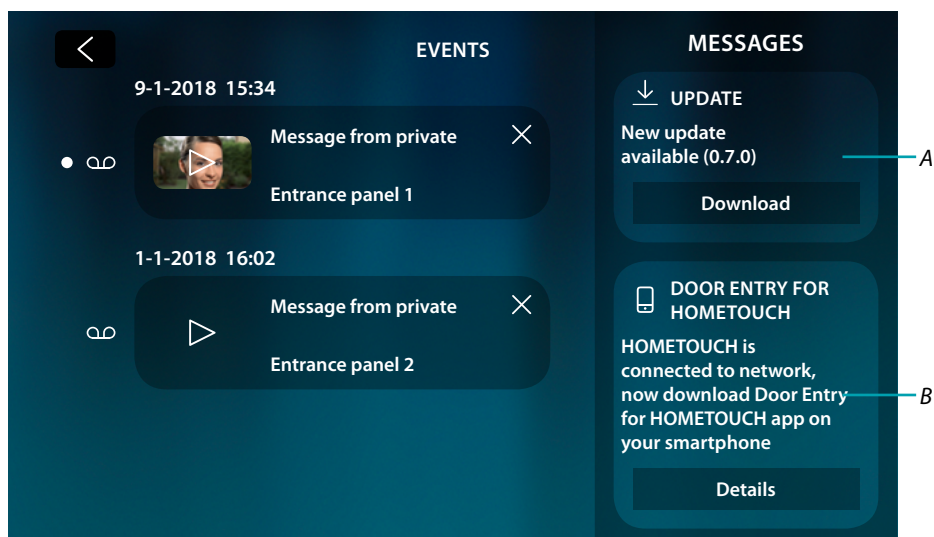 EVENTS
9-1-2018 15:34
Message from private
Entrance panel 1
1-1-2018 16:02
Message from private
Entrance panel 2
MESSAGES
UPDATE
New update
available (0.7.0)
Download
A
DOOR ENTRY FOR
HOMETOUCH
HOMETOUCH is
connected to network,
now download Door Entry
for HOMETOUCH app on
your smartphone
Details
B